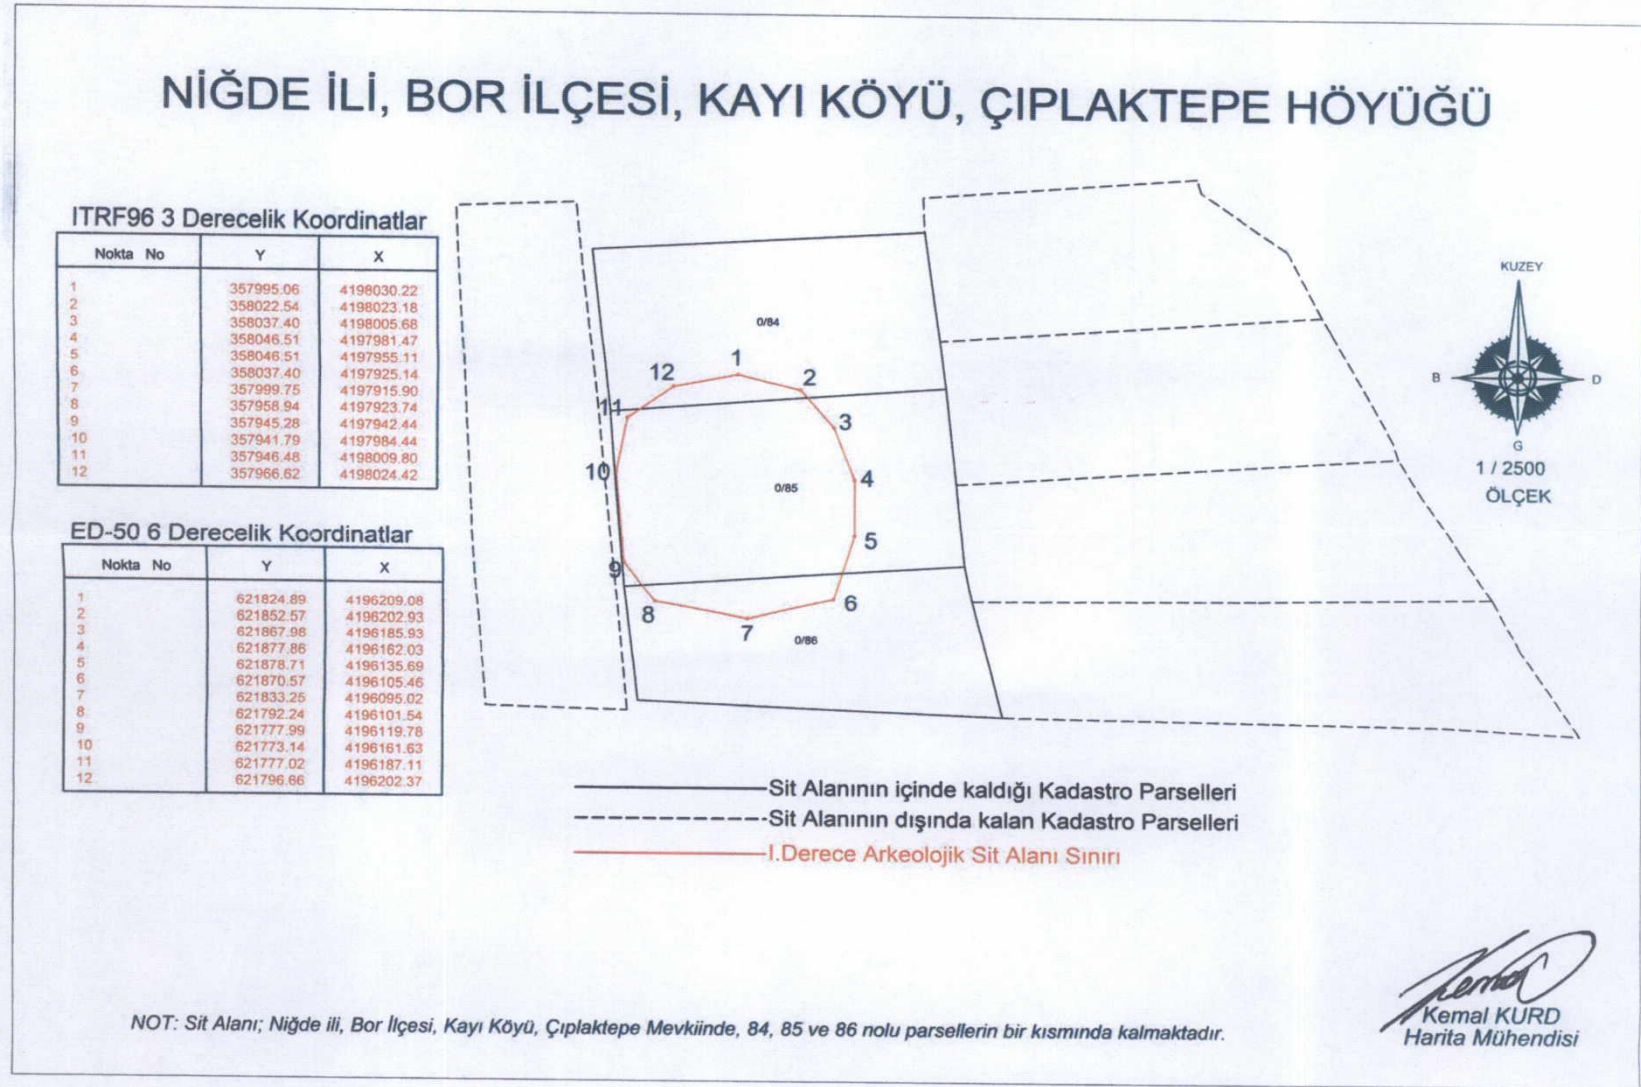 NİĞDE İLİ, BOR İLÇESİ, KAYI KÖYÜ, ÇIPLAKTEPE HÖYÜĞÜ
ITRF96 3 Derecelik Koordinatlar
Nokta No Y X
1 357995.06 4198030.22
2 358022.54 4198023.18
3 358037.40 4198005.68
4 358046.51 4197981.47
5 358046.51 4197955.11
6 358037.40 4197925.14
7 357999.75 4197915.90
8 357958.94 4197923.74
9 357945.28 4197942.44
10 357941.79 4197984.44
11 357946.48 4198009.80
12 357966.62 4198024.42
ED-50 6 Derecelik Koordinatlar
Nokta No Y X
1 621824.89 4196209.08
2 621852.57 4196202.93
3 621867.98 4196185.93
4 621877.86 4196162.03
5 621878.71 4196135.69
6 621870.57 4196105.46
7 621833.25 4196095.02
8 621792.24 4196101.54
9 621777.99 4196119.78
10 621773.14 4196161.63
11 621777.02 4196187.11
12 621796.66 4196202.37
0/84
1
12
2
11
3
10
4
0/85
5
9
6
8
7
0/86
KUZEY
B D
G
1 / 2500
ÖLÇEK
Sit Alanının içinde kaldığı Kadastro Parselleri
Sit Alanının dışında kalan Kadastro Parselleri
I.Derece Arkeolojik Sit Alanı Sınırı
Kemal KURD
Harita Mühendisi
NOT: Sit Alanı; Niğde ili, Bor İlçesi, Kayı Köyü, Çıplaktepe Mevkiinde, 84, 85 ve 86 nolu parsellerin bir kısmında kalmaktadır.